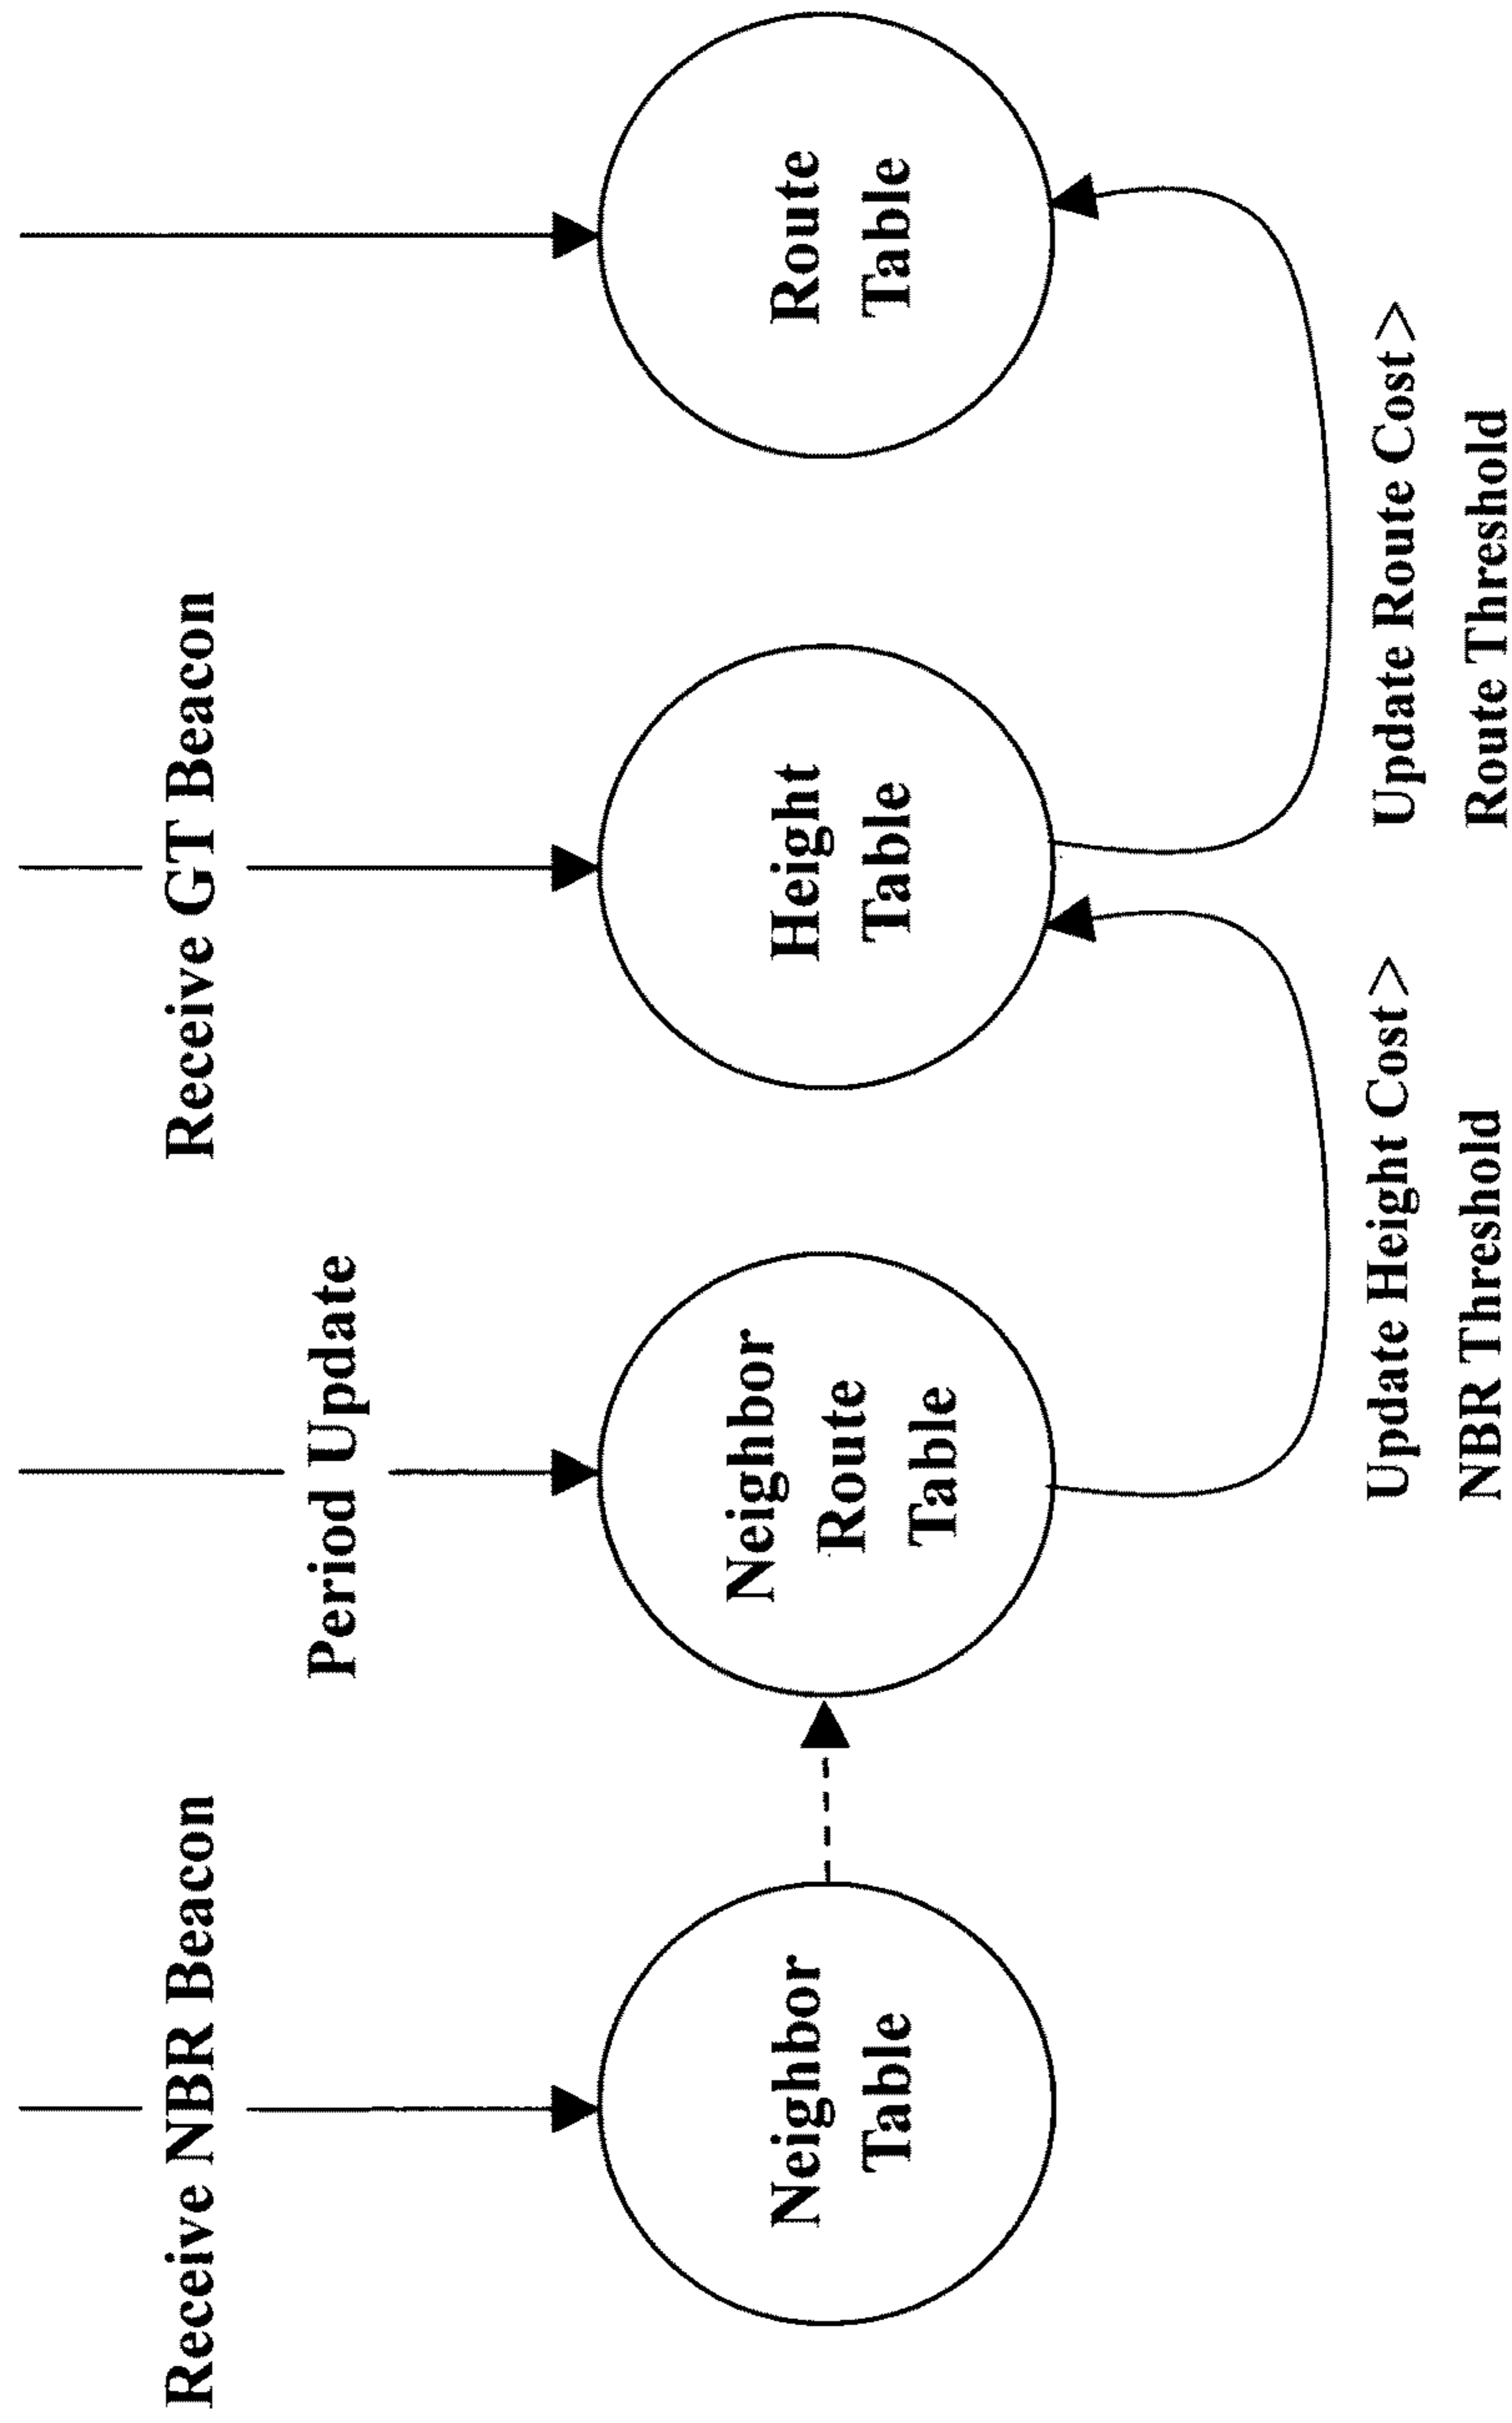 Receive NBR Beacon
Period Update
Receive GT Beacon
Neighbor
Table
Neighbor
Route
Table
Height
Table
Route
Table
Update Height Cost >
NBR Threshold
Update Route Cost >
Route Threshold